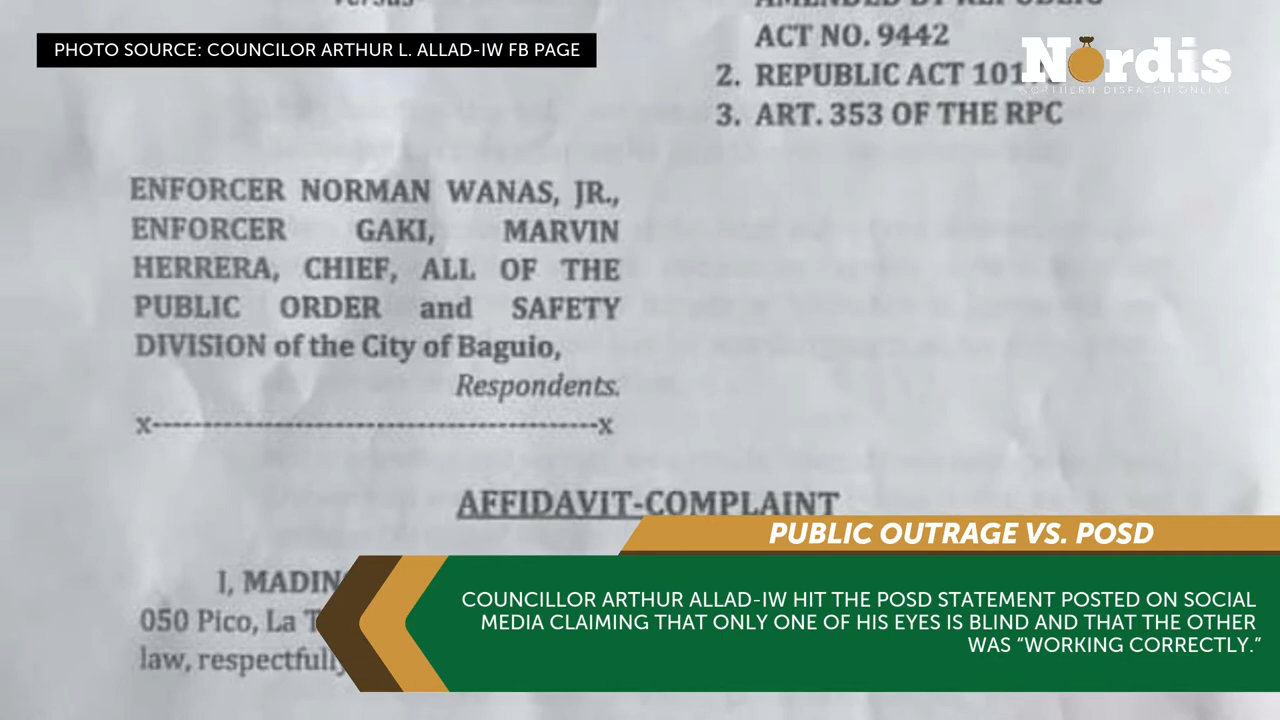 versus-
AMENDED BY REPUBLIC
PHOTO SOURCE: COUNCILOR ARTHUR L. ALLAD-IW FB PAGE
ACT NO. 9442
Nordis
NORTHERN DISPATCH ONLINE
2. REPUBLIC ACT
3. ART. 353 OF THE RPC
ENFORCER NORMAN WANAS, JR.,
ENFORCER GAKI, MARVIN
HERRERA, CHIEF, ALL OF THE
PUBLIC ORDER and SAFETY
DIVISION of the City of Baguio,
Respondents.
x-----------------------------------------------x
AFFIDAVIT-COMPLAINT
PUBLIC OUTRAGE VS. POSD
I,
050 Pico, La
law,
COUNCILLOR ARTHUR ALLAD-IW HIT THE POSD STATEMENT POSTED ON SOCIAL
MEDIA CLAIMING THAT ONLY ONE OF HIS EYES IS BLIND AND THAT THE OTHER
WAS “WORKING CORRECTLY.”